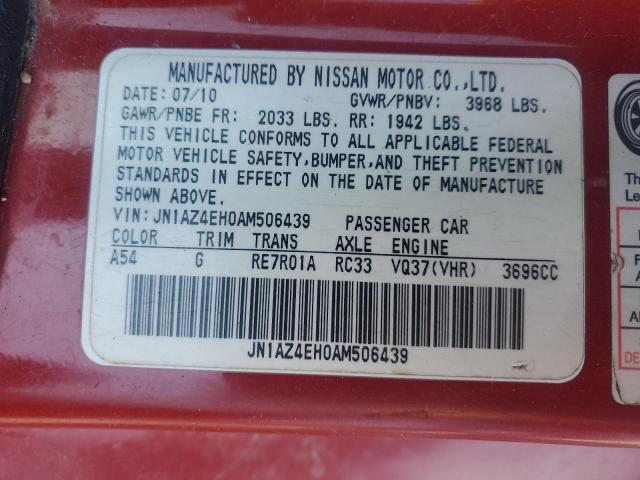 MANUFACTURED BY NISSAN MOTOR CO.,LTD.
DATE: 07/10 GVWR/PNBV: 3968 LBS.
GAWR/PNBE FR: 2033 LBS. RR: 1942 LBS.
THIS VEHICLE CONFORMS TO ALL APPLICABLE FEDERAL
MOTOR VEHICLE SAFETY,BUMPER,AND THEFT PREVENTION
STANDARDS IN EFFECT ON THE DATE OF MANUFACTURE
SHOWN ABOVE.
VIN: JN1AZ4EH0AM506439 PASSENGER CAR
COLOR TRIM TRANS AXLE ENGINE
A54 G RE7R01A RC33 VQ37(VHR) 3696CC
JN1AZ4EH0AM506439
Th
Le